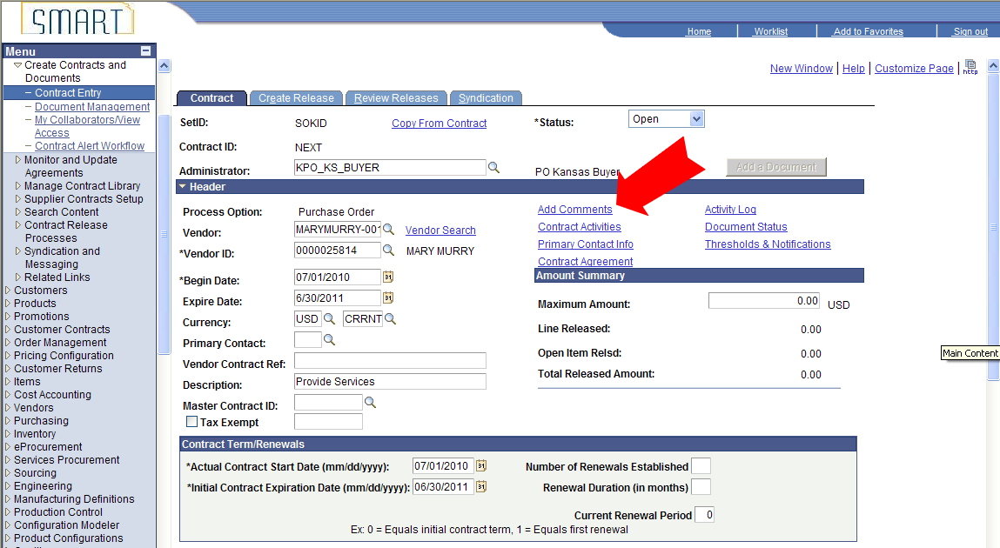 SMART
Home Worklist Add to Favorites Sign out
Menu
Create Contracts and
Documents
Contract Entry
Document Management
My Collaborators/View
Access
Contract Alert Workflow
Monitor and Update
Agreements
Manage Contract Library
Supplier Contracts Setup
Search Content
Contract Release
Processes
Syndication and
Messaging
Related Links
Customers
Products
Promotions
Customer Contracts
Order Management
Pricing Configuration
Customer Returns
Items
Cost Accounting
Vendors
Purchasing
Inventory
eProcurement
Services Procurement
Sourcing
Engineering
Manufacturing Definitions
Production Control
Configuration Modeler
Product Configurations
New Window | Help | Customize Page | http
Contract Create Release Review Releases Syndication
SetID: SOKID Copy From Contract *Status: Open
Contract ID: NEXT
Administrator: KPO_KS_BUYER PO Kansas Buyer Add a Document
Header
Process Option: Purchase Order
Vendor: MARYMURRY-001 Vendor Search
*Vendor ID: 0000025814 MARY MURRY
*Begin Date: 07/01/2010 31
Expire Date: 6/30/2011 31
Currency: USD CRRNT
Primary Contact:
Vendor Contract Ref:
Description: Provide Services
Master Contract ID:
Tax Exempt
Add Comments Activity Log
Contract Activities Document Status
Primary Contact Info Thresholds & Notifications
Contract Agreement
Amount Summary
Maximum Amount: 0.00 USD
Line Released: 0.00
Open Item Relsd: 0.00
Total Released Amount: 0.00
Main Content
Contract Term/Renewals
*Actual Contract Start Date (mm/dd/yyyy): 07/01/2010 31 Number of Renewals Established
*Initial Contract Expiration Date (mm/dd/yyyy): 06/30/2011 31 Renewal Duration (in months)
Current Renewal Period 0
Ex: 0 = Equals initial contract term, 1 = Equals first renewal